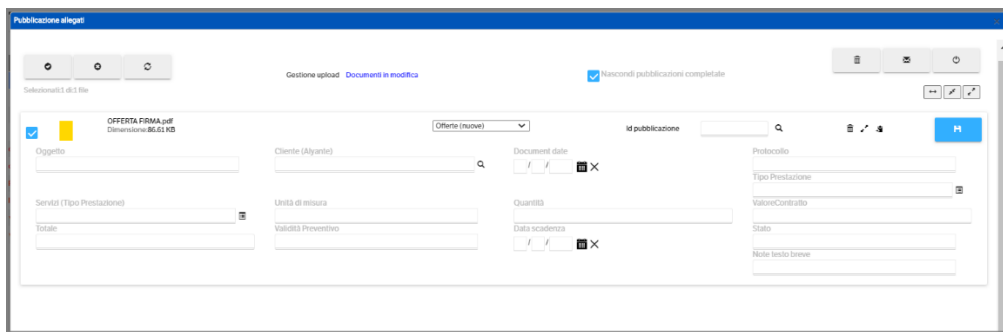 Pubblicazione allegati
Gestione upload Documenti in modifica
Nascondi pubblicazioni completate
Selezionati:1 di:1 file
OFFERTA FIRMA.pdf
Dimensione:86.61 KB
Offerte (nuove)
Id pubblicazione
Oggetto
Cliente (Alyante)
Document date
Protocollo
/ /
Tipo Prestazione
Servizi (Tipo Prestazione)
Unità di misura
Quantità
ValoreContratto
Totale
Validità Preventivo
Data scadenza
Stato
/ /
Note testo breve